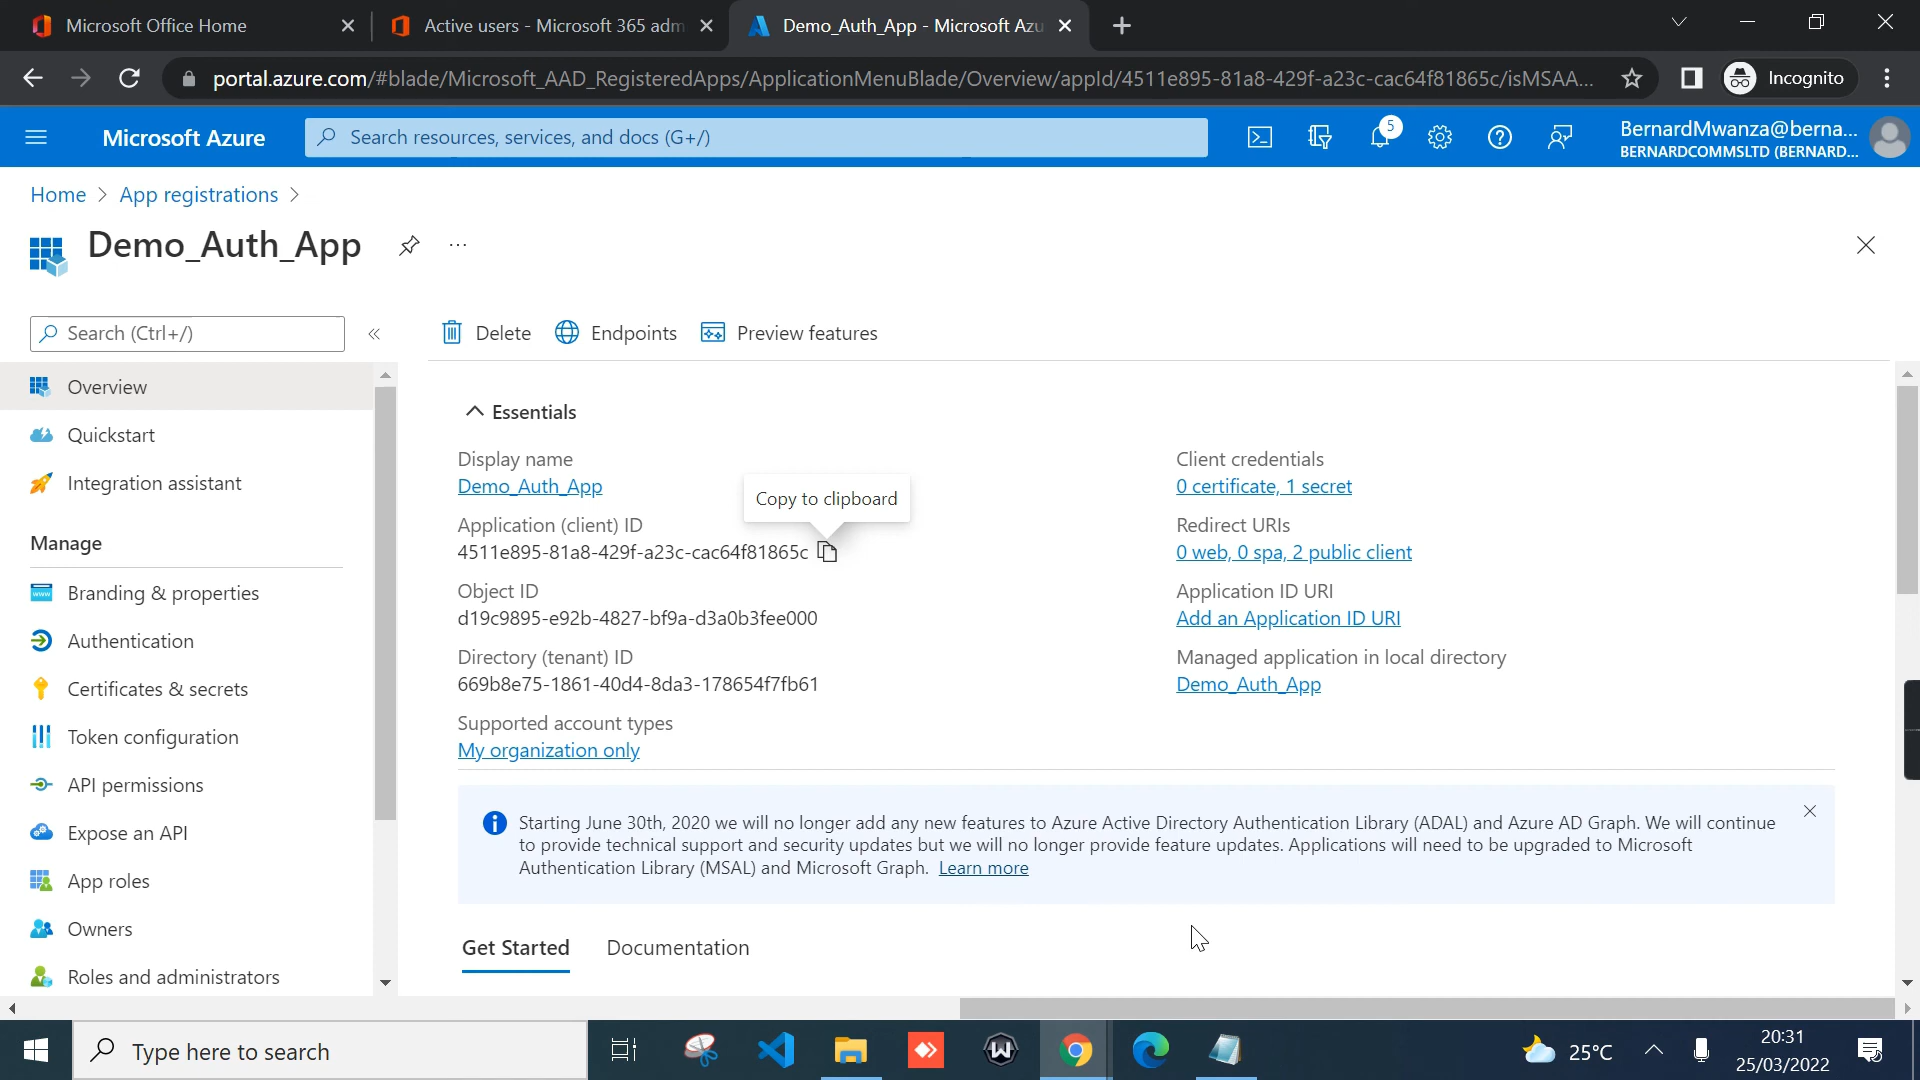 Microsoft Office Home
Active users - Microsoft 365 adm
Demo_Auth_App - Microsoft Azu
portal.azure.com/#blade/Microsoft_AAD_RegisteredApps/ApplicationMenuBlade/Overview/appId/4511e895-81a8-429f-a23c-cac64f81865c/isMSAA...
Incognito
Microsoft Azure
Search resources, services, and docs (G+/)
5
BernardMwanza@berna...
BERNARDCOMMSLTD (BERNARD...
Home > App registrations >
Demo_Auth_App
...
Search (Ctrl+/)
Delete
Endpoints
Preview features
Overview
Quickstart
Integration assistant
Manage
Branding & properties
Authentication
Certificates & secrets
Token configuration
API permissions
Expose an API
App roles
Owners
Roles and administrators
Essentials
Display name
Demo_Auth_App
Copy to clipboard
Application (client) ID
4511e895-81a8-429f-a23c-cac64f81865c
Object ID
d19c9895-e92b-4827-bf9a-d3a0b3fee000
Directory (tenant) ID
669b8e75-1861-40d4-8da3-178654f7fb61
Supported account types
My organization only
Client credentials
0 certificate, 1 secret
Redirect URIs
0 web, 0 spa, 2 public client
Application ID URI
Add an Application ID URI
Managed application in local directory
Demo_Auth_App
Starting June 30th, 2020 we will no longer add any new features to Azure Active Directory Authentication Library (ADAL) and Azure AD Graph. We will continue
to provide technical support and security updates but we will no longer provide feature updates. Applications will need to be upgraded to Microsoft
Authentication Library (MSAL) and Microsoft Graph. Learn more
Get Started
Documentation
Type here to search
25°C
20:31
25/03/2022